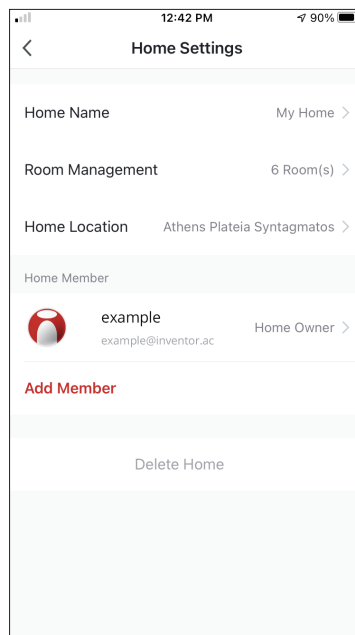 12:42 PM 90%
Home Settings
Home Name My Home
Room Management 6 Room(s)
Home Location Athens Plateia Syntagmatos
Home Member
example
example@inventor.ac Home Owner
Add Member
Delete Home